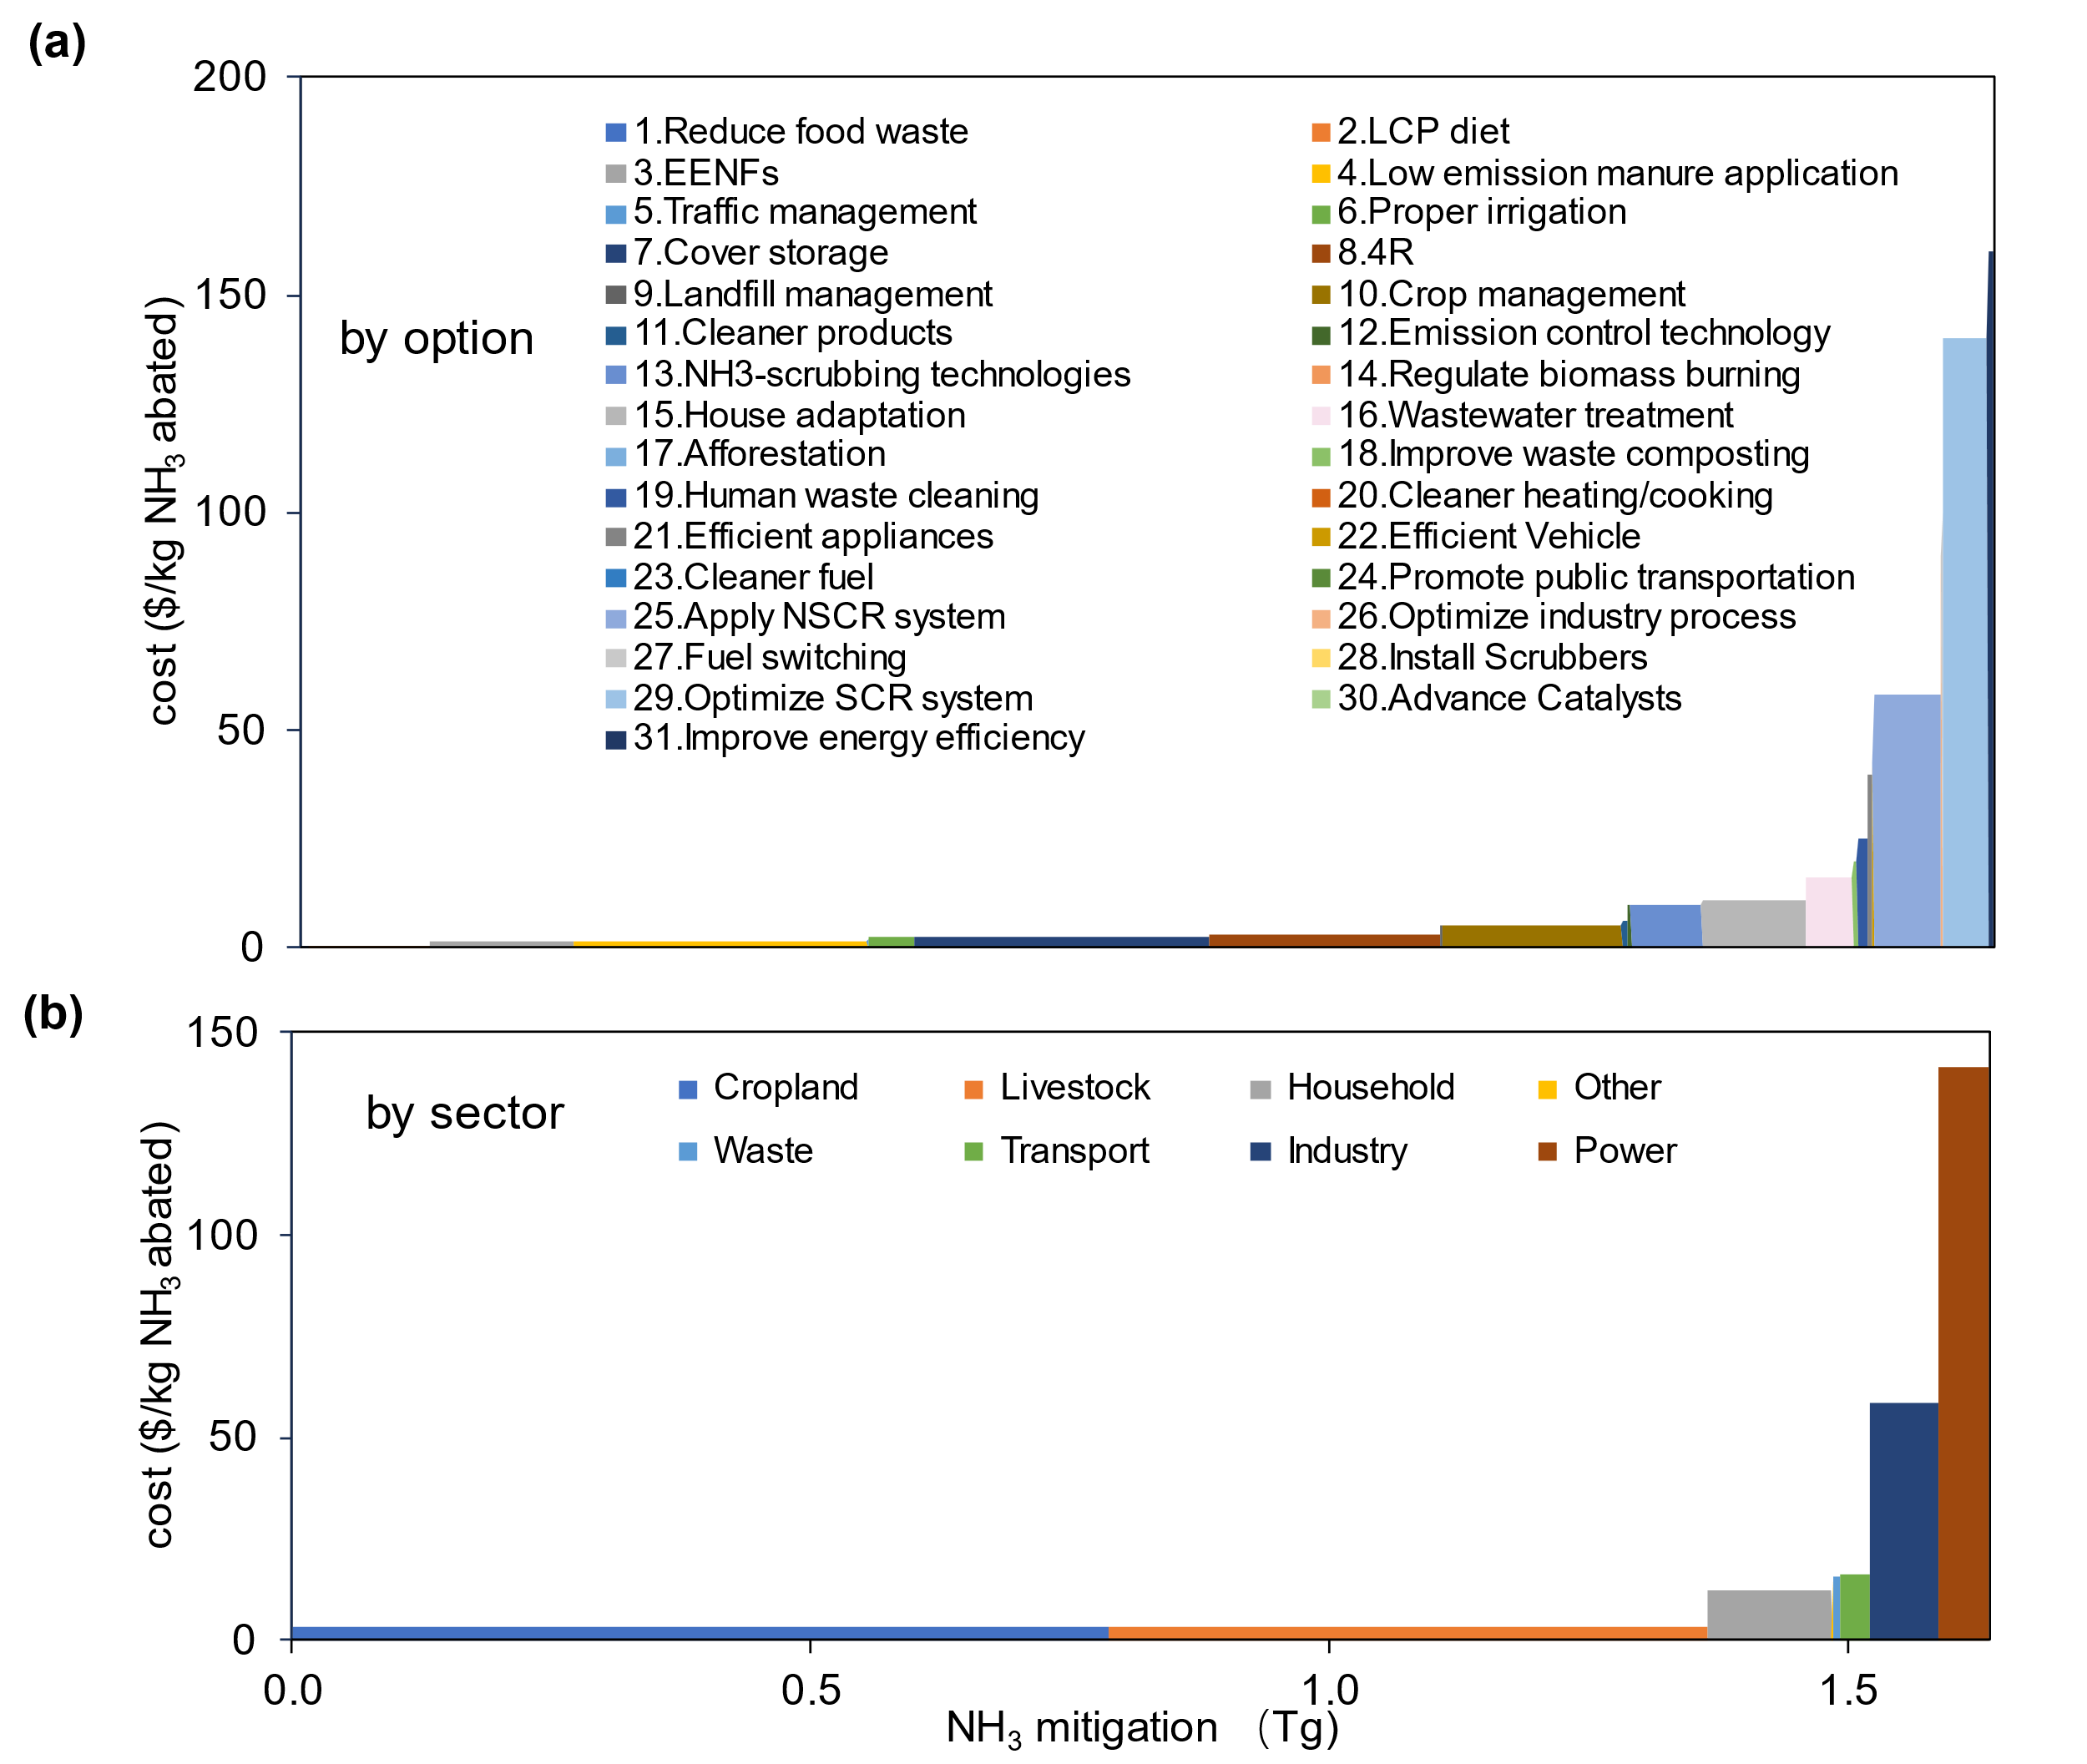 (a)
200
150
100
50
0
cost ($/kg NH₃ abated)
by option
1.Reduce food waste
2.LCP diet
3.EENFs
4.Low emission manure application
5.Traffic management
6.Proper irrigation
7.Cover storage
8.4R
9.Landfill management
10.Crop management
11.Cleaner products
12.Emission control technology
13.NH3-scrubbing technologies
14.Regulate biomass burning
15.House adaptation
16.Wastewater treatment
17.Afforestation
18.Improve waste composting
19.Human waste cleaning
20.Cleaner heating/cooking
21.Efficient appliances
22.Efficient Vehicle
23.Cleaner fuel
24.Promote public transportation
25.Apply NSCR system
26.Optimize industry process
27.Fuel switching
28.Install Scrubbers
29.Optimize SCR system
30.Advance Catalysts
31.Improve energy efficiency
(b)
150
100
50
0
cost ($/kg NH₃ abated)
by sector
Cropland
Livestock
Household
Other
Waste
Transport
Industry
Power
0.0
0.5
1.0
1.5
NH₃ mitigation （Tg)